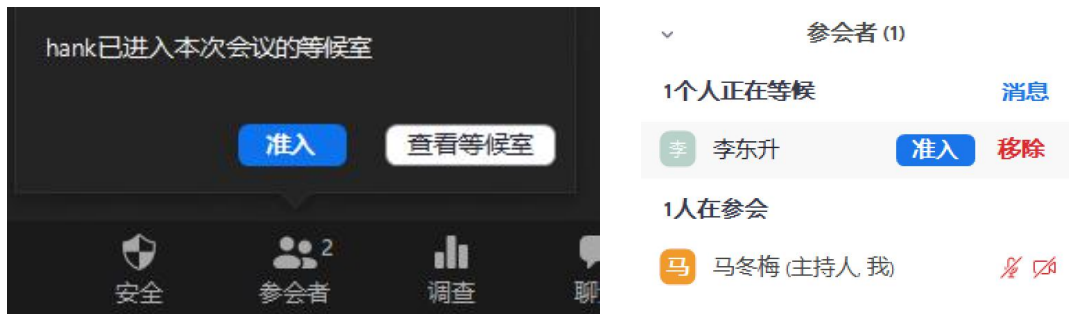 hank已进入本次会议的等候室
准入
查看等候室
2
安全
参会者
调查
参会者 (1)
1个人正在等候
消息
李
李东升
准入
移除
1人在参会
马
马冬梅 (主持人, 我)